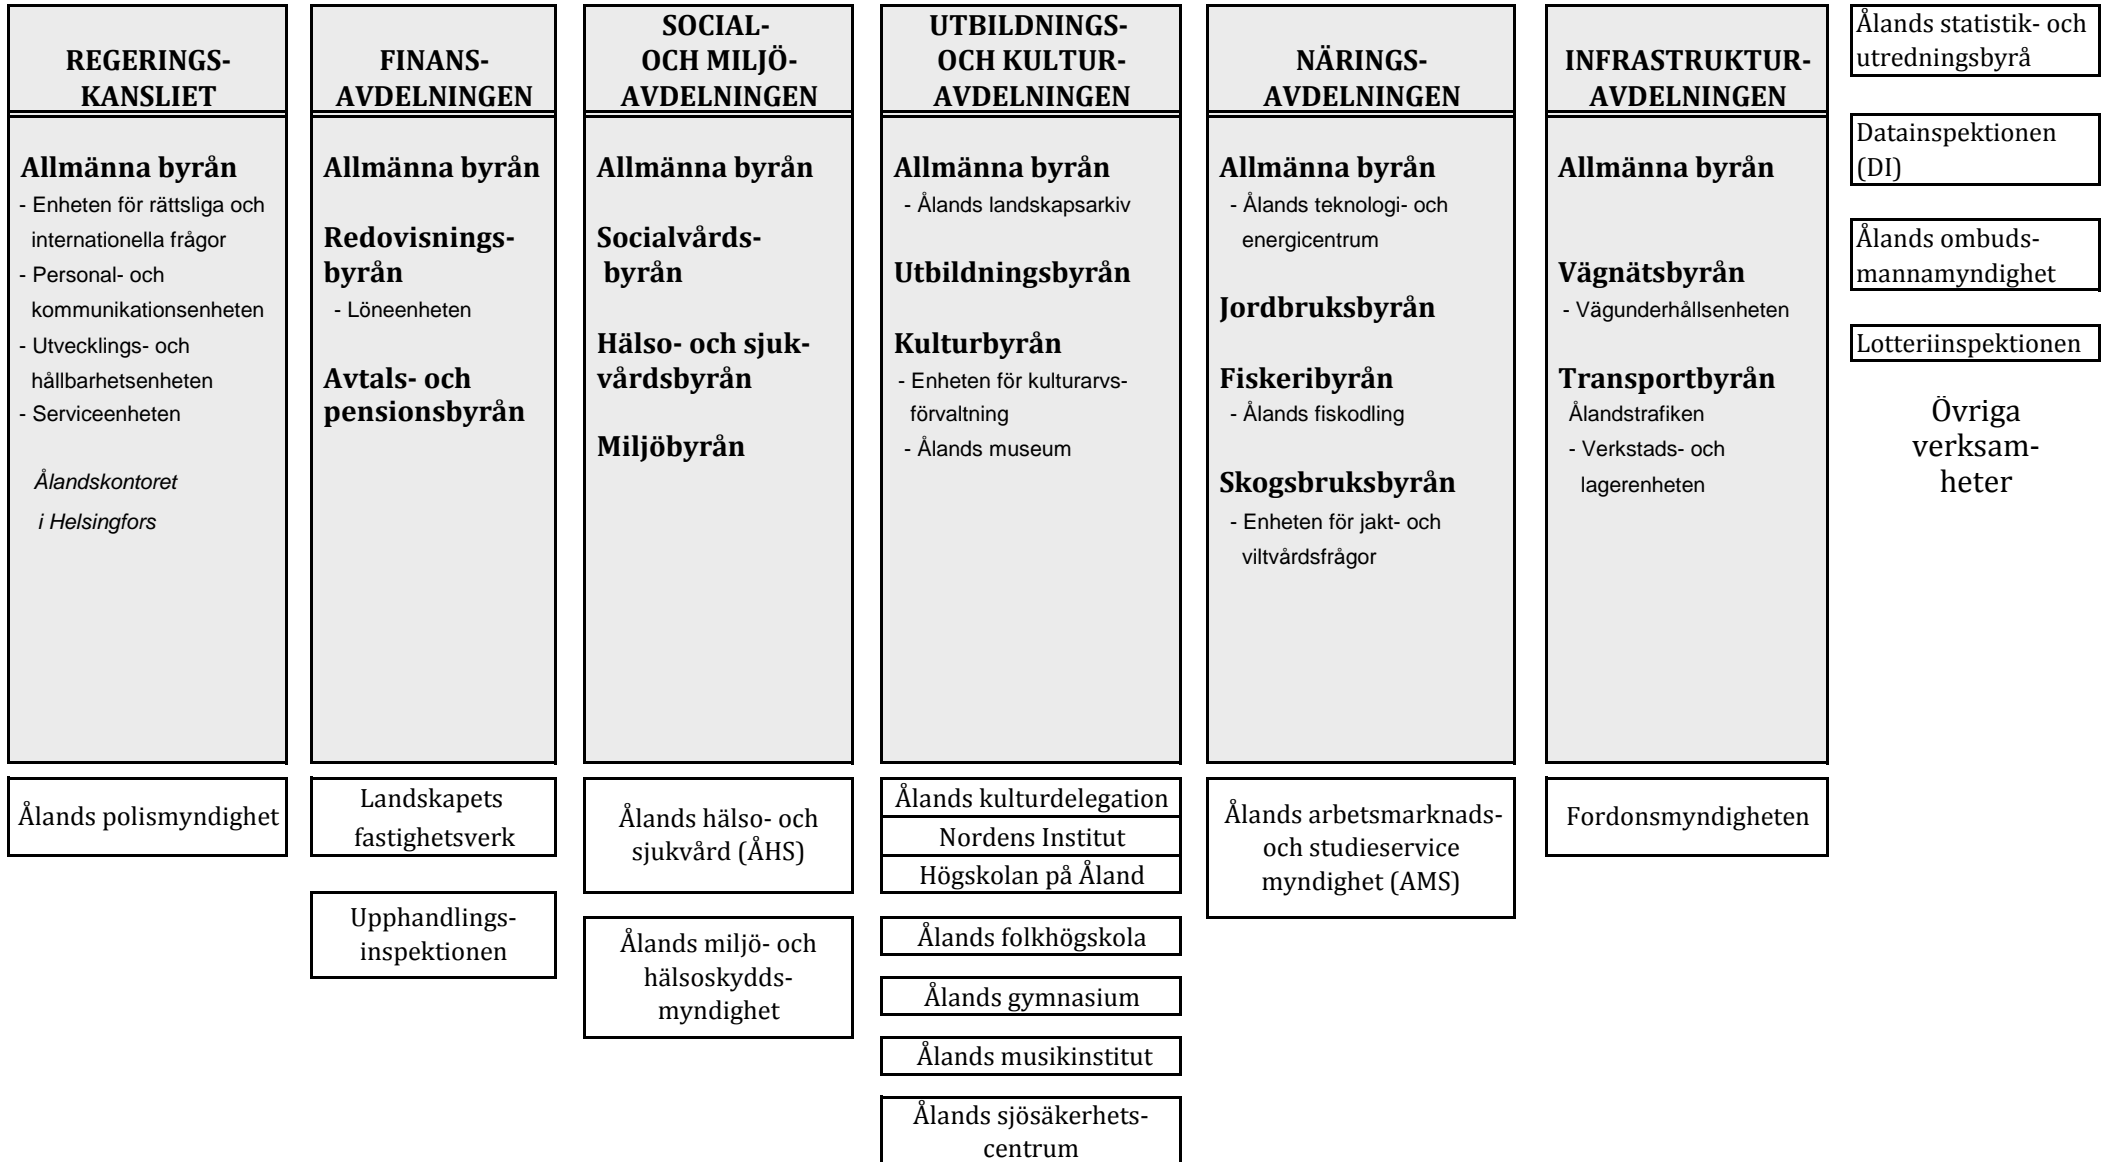 REGERINGS-
KANSLIET
Allmänna byrån
- Enheten för rättsliga och
internationella frågor
- Personal- och
kommunikationsenheten
- Utvecklings- och
hållbarhetsenheten
- Serviceenheten
Ålandskontoret
i Helsingfors
Ålands polismyndighet
FINANS-
AVDELNINGEN
Allmänna byrån
Redovisnings-
byrån
- Löneenheten
Avtals- och
pensionsbyrån
Landskapets
fastighetsverk
Upphandlings-
inspektionen
SOCIAL-
OCH MILJÖ-
AVDELNINGEN
Allmänna byrån
Socialvårds-
byrån
Hälso- och sjuk-
vårdsbyrån
Miljöbyrån
Ålands hälso- och
sjukvård (ÅHS)
Ålands miljö- och
hälsoskydds-
myndighet
UTBILDNINGS-
OCH KULTUR-
AVDELNINGEN
Allmänna byrån
- Ålands landskapsarkiv
Utbildningsbyrån
Kulturbyrån
- Enheten för kulturarvs-
förvaltning
- Ålands museum
Ålands kulturdelegation
Nordens Institut
Högskolan på Åland
Ålands folkhögskola
Ålands gymnasium
Ålands musikinstitut
Ålands sjösäkerhets-
centrum
NÄRINGS-
AVDELNINGEN
Allmänna byrån
- Ålands teknologi- och
energicentrum
Jordbruksbyrån
Fiskeribyrån
- Ålands fiskodling
Skogsbruksbyrån
- Enheten för jakt- och
viltvårdsfrågor
Ålands arbetsmarknads-
och studieservice
myndighet (AMS)
INFRASTRUKTUR-
AVDELNINGEN
Allmänna byrån
Vägnätsbyrån
- Vägunderhållsenheten
Transportbyrån
Ålandstrafiken
- Verkstads- och
lagerenheten
Fordonsmyndigheten
Ålands statistik- och
utredningsbyrå
Datainspektionen
(DI)
Ålands ombuds-
mannamyndighet
Lotteriinspektionen
Övriga
verksam-
heter